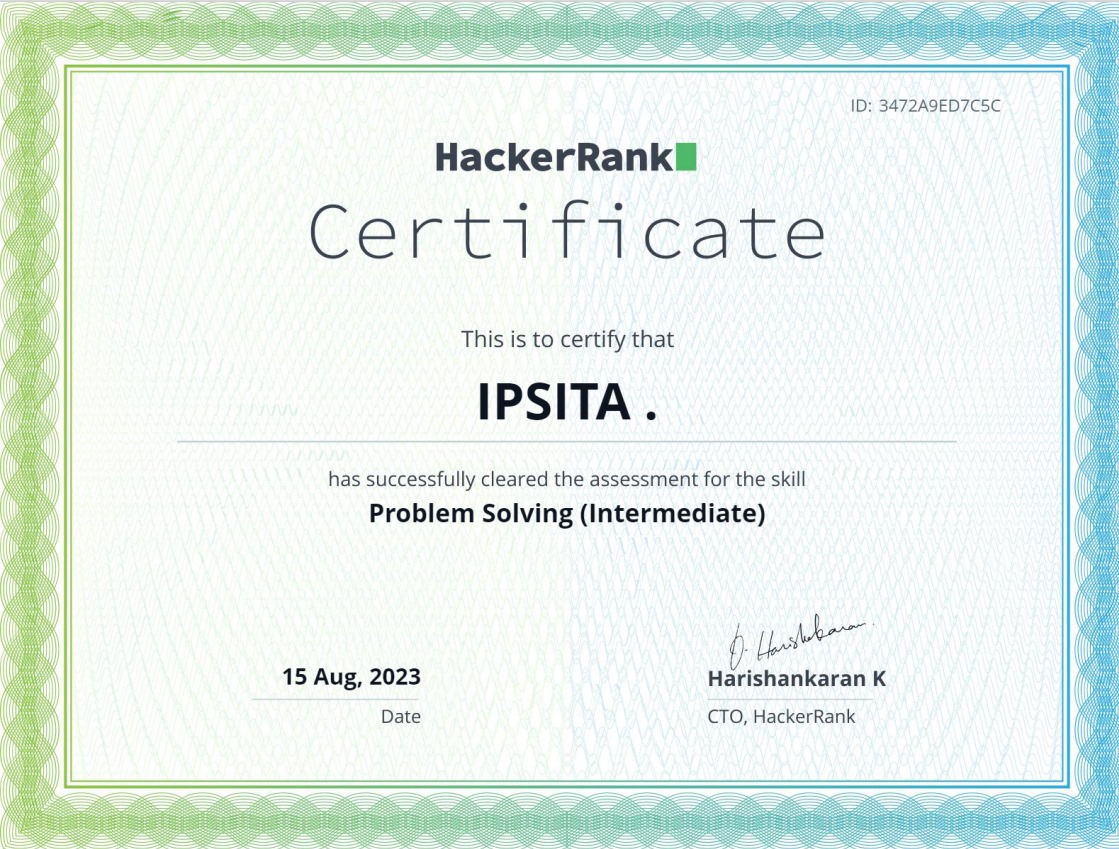 ID: 3472A9ED7C5C
HackerRank
Certificate
This is to certify that
IPSITA .
has successfully cleared the assessment for the skill
Problem Solving (Intermediate)
15 Aug, 2023
Date
Harishankaran K
CTO, HackerRank